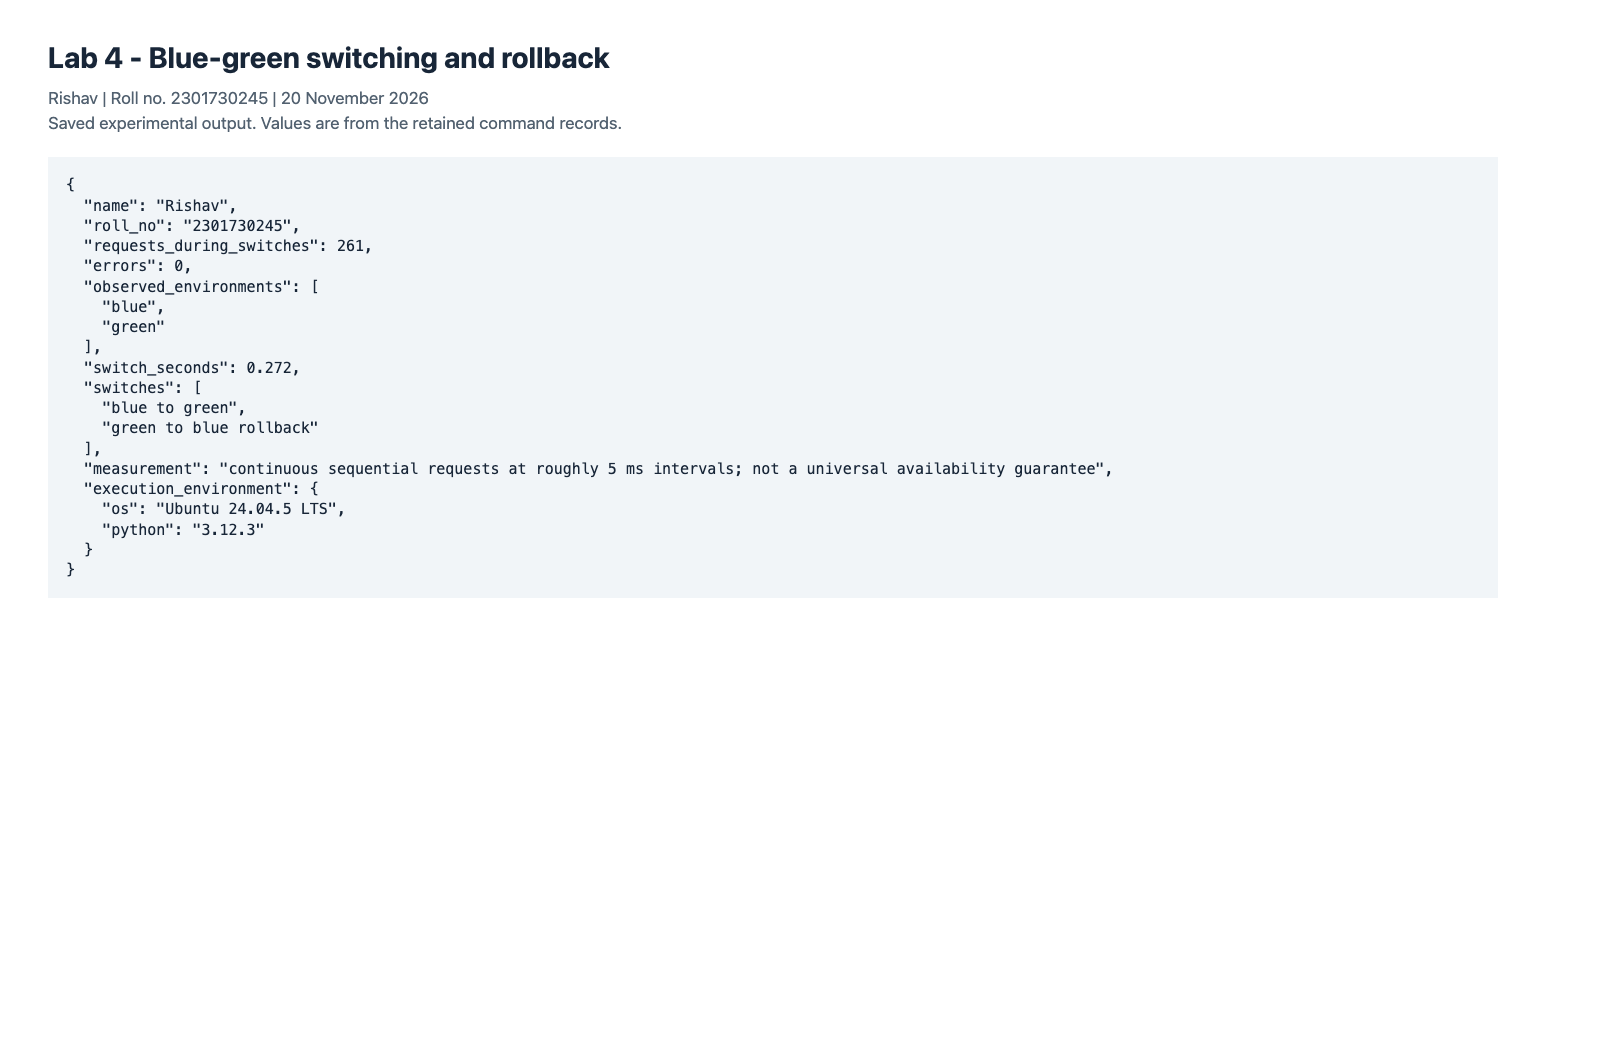 Lab 4 - Blue-green switching and rollback
Rishav | Roll no. 2301730245 | 20 November 2026
Saved experimental output. Values are from the retained command records.
{
  "name": "Rishav",
  "roll_no": "2301730245",
  "requests_during_switches": 261,
  "errors": 0,
  "observed_environments": [
    "blue",
    "green"
  ],
  "switch_seconds": 0.272,
  "switches": [
    "blue to green",
    "green to blue rollback"
  ],
  "measurement": "continuous sequential requests at roughly 5 ms intervals; not a universal availability guarantee",
  "execution_environment": {
    "os": "Ubuntu 24.04.5 LTS",
    "python": "3.12.3"
  }
}